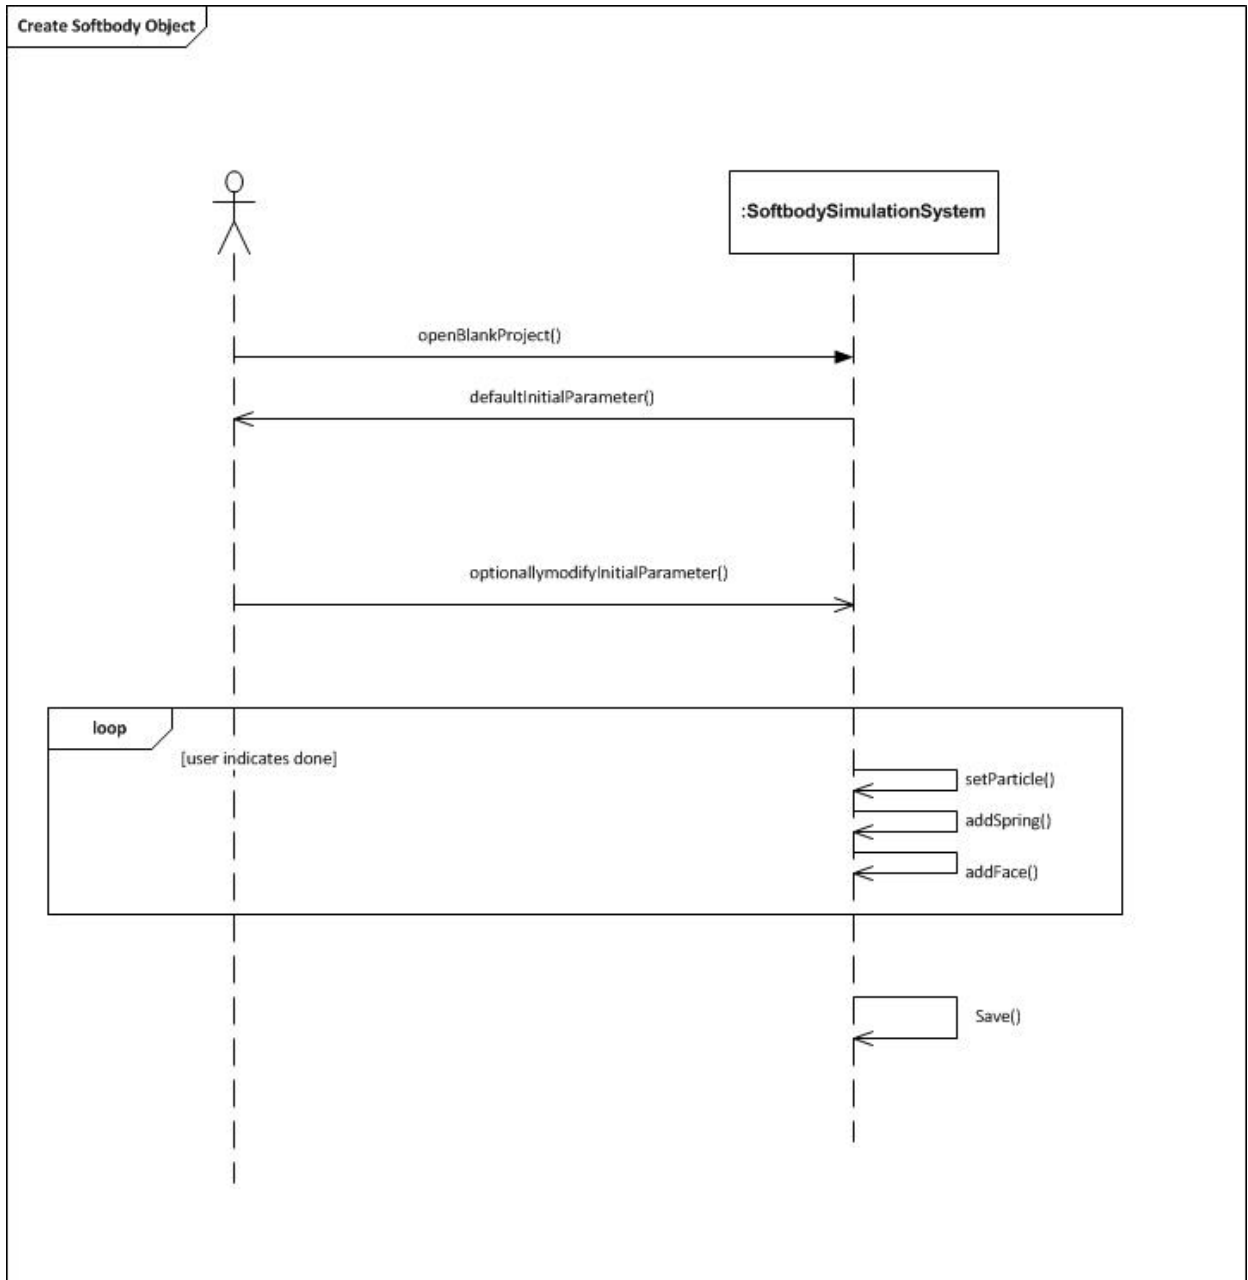 Create Softbody Object
:SoftbodySimulationSystem
openBlankProject()
defaultInitialParameter()
optionallymodifyInitialParameter()
loop
[user indicates done]
setParticle()
addSpring()
addFace()
Save()